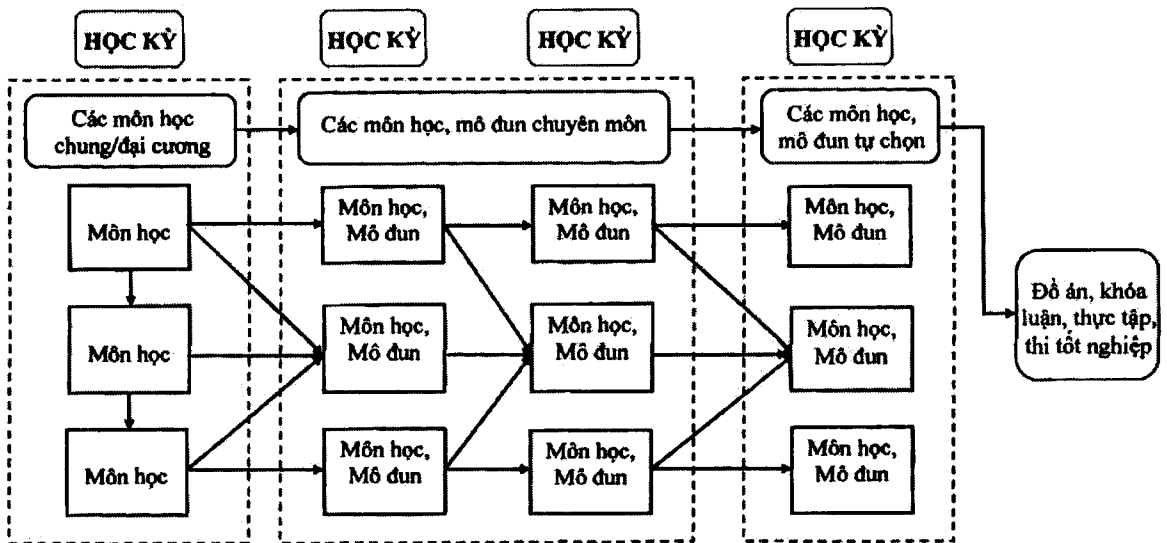 HỌC KỲ
HỌC KỲ
HỌC KỲ
HỌC KỲ
Các môn học
chung/đại cương
Các môn học, mô đun chuyên môn
Các môn học,
mô đun tự chọn
Môn học
Môn học,
Mô đun
Môn học,
Mô đun
Môn học,
Mô đun
Môn học
Môn học,
Mô đun
Môn học,
Mô đun
Môn học,
Mô đun
Môn học
Môn học,
Mô đun
Môn học,
Mô đun
Môn học,
Mô đun
Đồ án, khóa
luận, thực tập,
thi tốt nghiệp